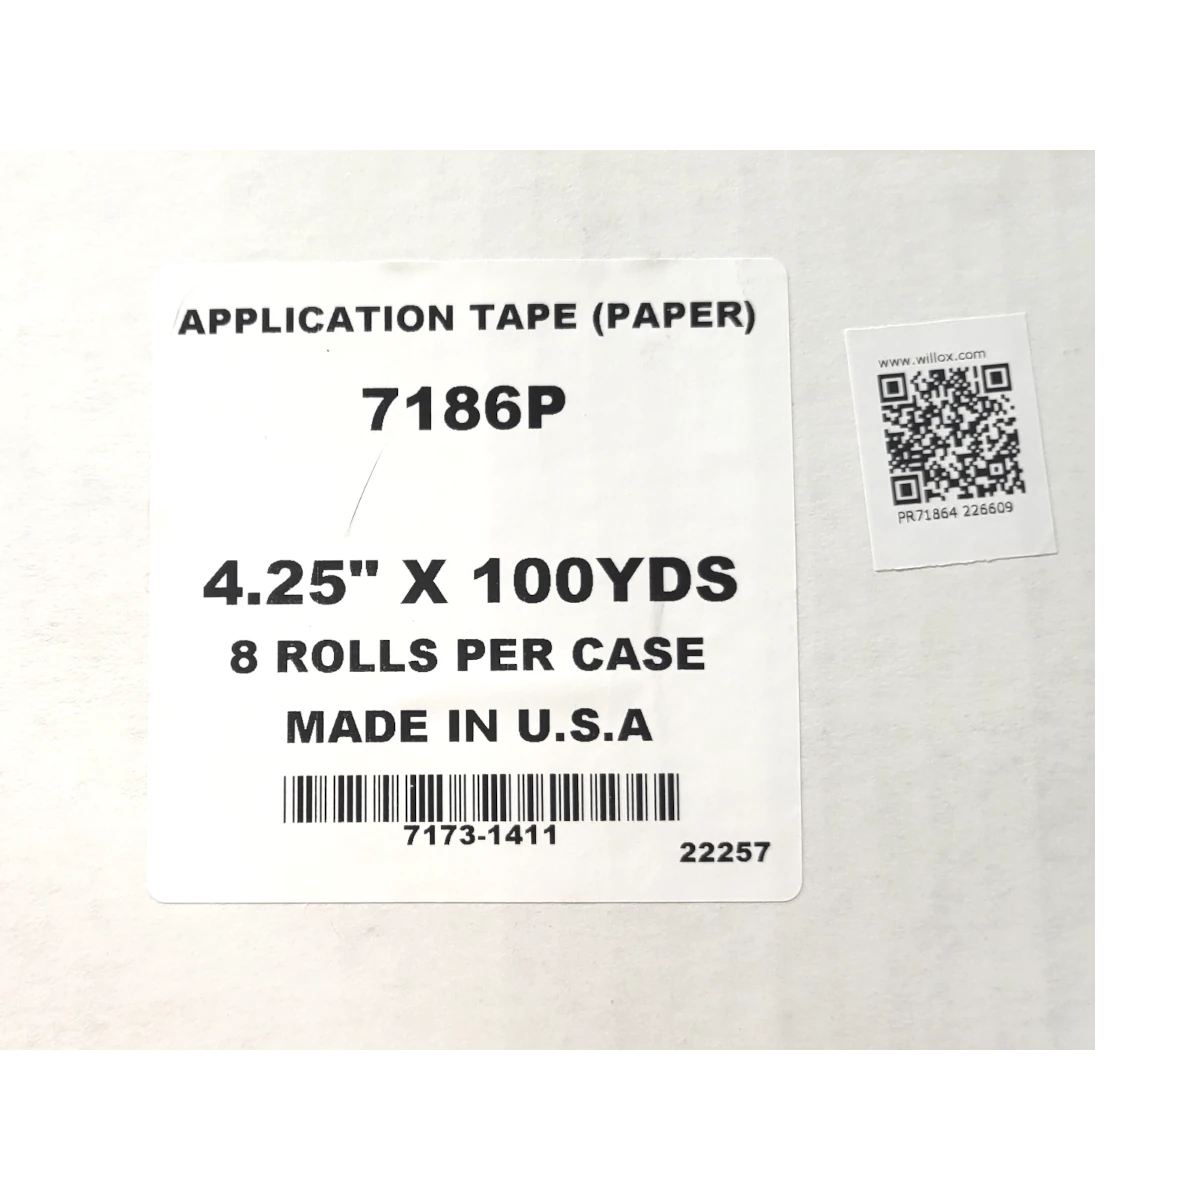 APPLICATION TAPE (PAPER)
7186P
4.25" X 100YDS
8 ROLLS PER CASE
MADE IN U.S.A
7173-1411
22257
www.willox.com
PR71864 226609